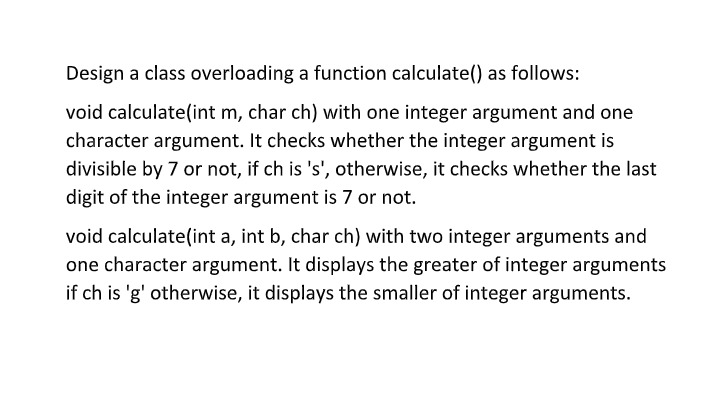 Design a class overloading a function calculate() as follows:
void calculate(int m, char ch) with one integer argument and one
character argument. It checks whether the integer argument is
divisible by 7 or not, if ch is 's', otherwise, it checks whether the last
digit of the integer argument is 7 or not.
void calculate(int a, int b, char ch) with two integer arguments and
one character argument. It displays the greater of integer arguments
if ch is 'g' otherwise, it displays the smaller of integer arguments.